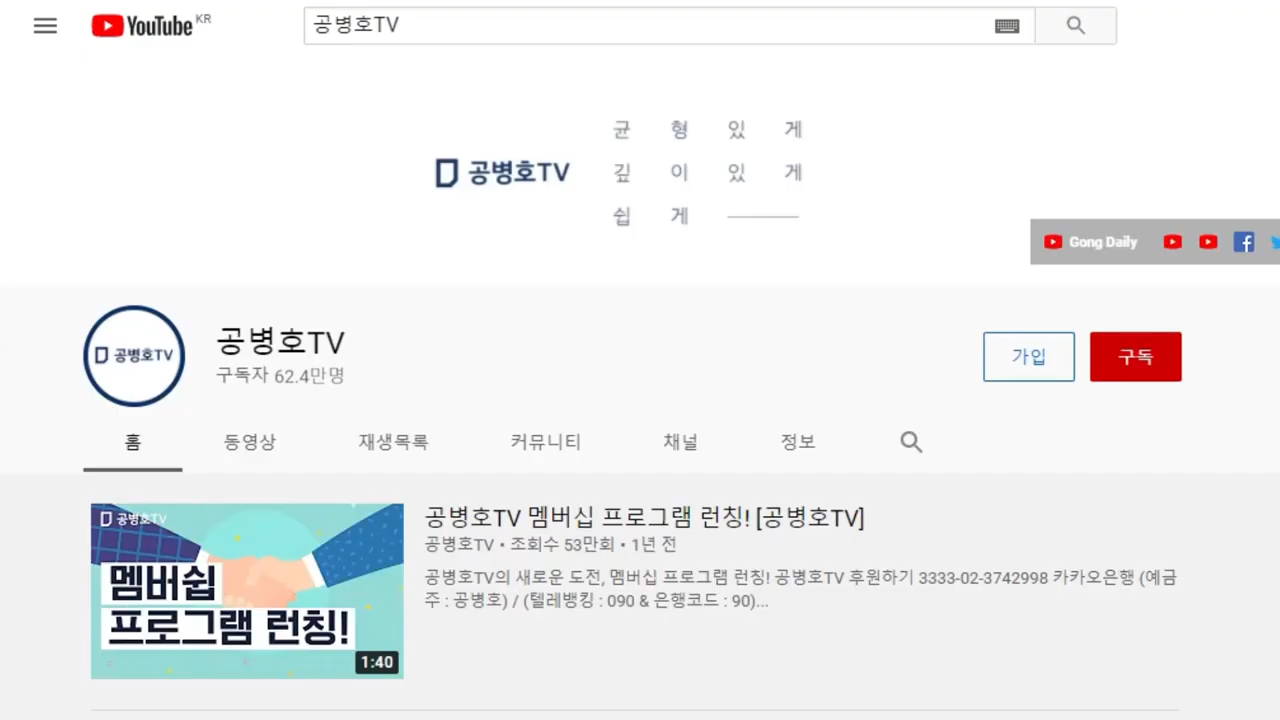 YouTube KR
공병호TV
균 형 있 게
공병호TV
깊 이 있 게
쉽 게
Gong Daily
공병호TV
공병호TV
구독자 62.4만명
가입
구독
홈
동영상
재생목록
커뮤니티
채널
정보
공병호TV
멤버쉽
프로그램 런칭!
1:40
공병호TV 멤버십 프로그램 런칭! [공병호TV]
공병호TV • 조회수 53만회 • 1년 전
공병호TV의 새로운 도전, 멤버십 프로그램 런칭! 공병호TV 후원하기 3333-02-3742998 카카오은행 (예금
주 : 공병호) / (텔레뱅킹 : 090 & 은행코드 : 90)...